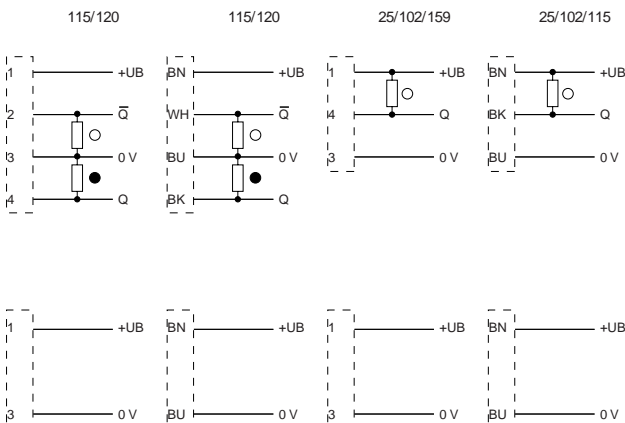 115/120 115/120 25/102/159 25/102/115
1 +UB BN +UB 1 +UB BN +UB
2 Q̅ WH Q̅ 4 Q BK Q
3 0 V BU 0 V 3 0 V BU 0 V
4 Q BK Q
1 +UB BN +UB 1 +UB BN +UB
3 0 V BU 0 V 3 0 V BU 0 V